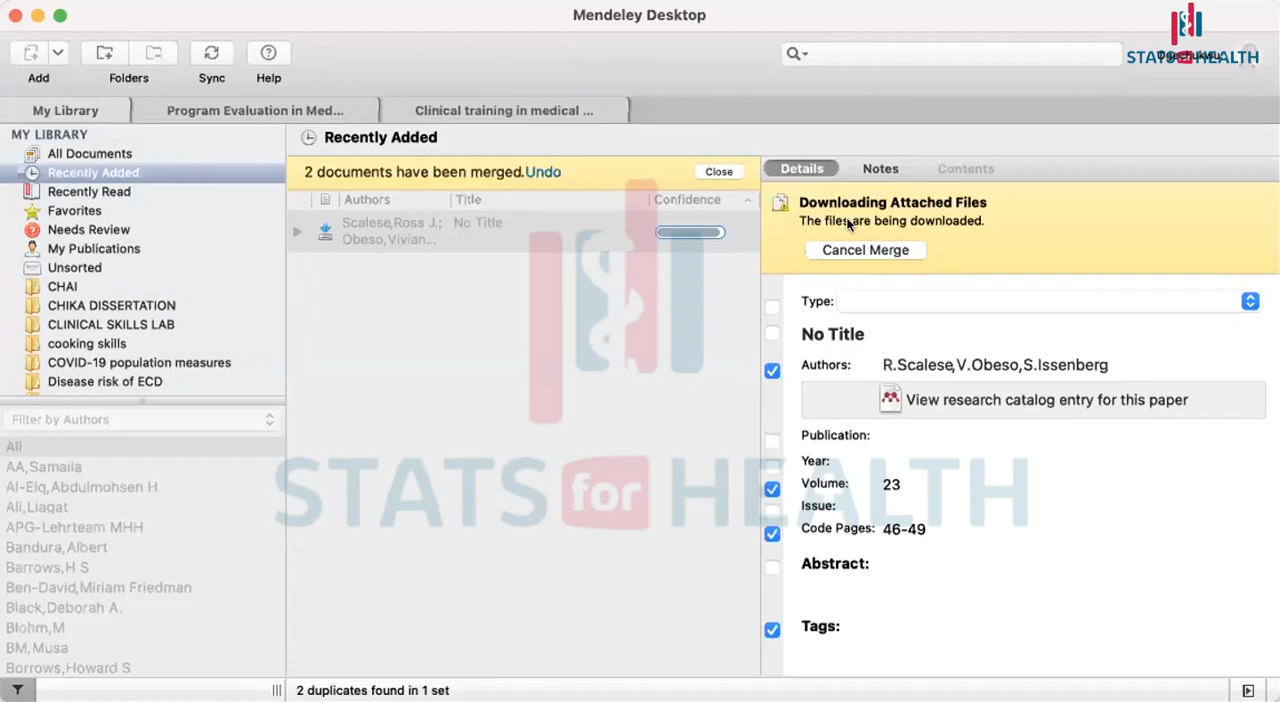 Mendeley Desktop
STATS for HEALTH
Add
Folders
Sync
Help
My Library
Program Evaluation in Med...
Clinical training in medical ...
MY LIBRARY
All Documents
Recently Added
Recently Read
Favorites
Needs Review
My Publications
Unsorted
CHAI
CHIKA DISSERTATION
CLINICAL SKILLS LAB
cooking skills
COVID-19 population measures
Disease risk of ECD
Filter by Authors
All
AA,Samaila
Al-Elq,Abdulmohsen H
Ali,Liaqat
APG-Lehrteam MHH
Bandura,Albert
Barrows,H S
Ben-David,Miriam Friedman
Black,Deborah A.
Blohm,M
BM,Musa
Borrows,Howard S
Recently Added
2 documents have been merged.Undo
Close
Authors
Title
Confidence
Scalese,Ross J.;
Obeso,Vivian...
No Title
2 duplicates found in 1 set
Details
Notes
Contents
Downloading Attached Files
The files are being downloaded.
Cancel Merge
Type:
No Title
Authors: R.Scalese,V.Obeso,S.Issenberg
View research catalog entry for this paper
Publication:
Year:
Volume: 23
Issue:
Code Pages: 46-49
Abstract:
Tags:
STATS for HEALTH